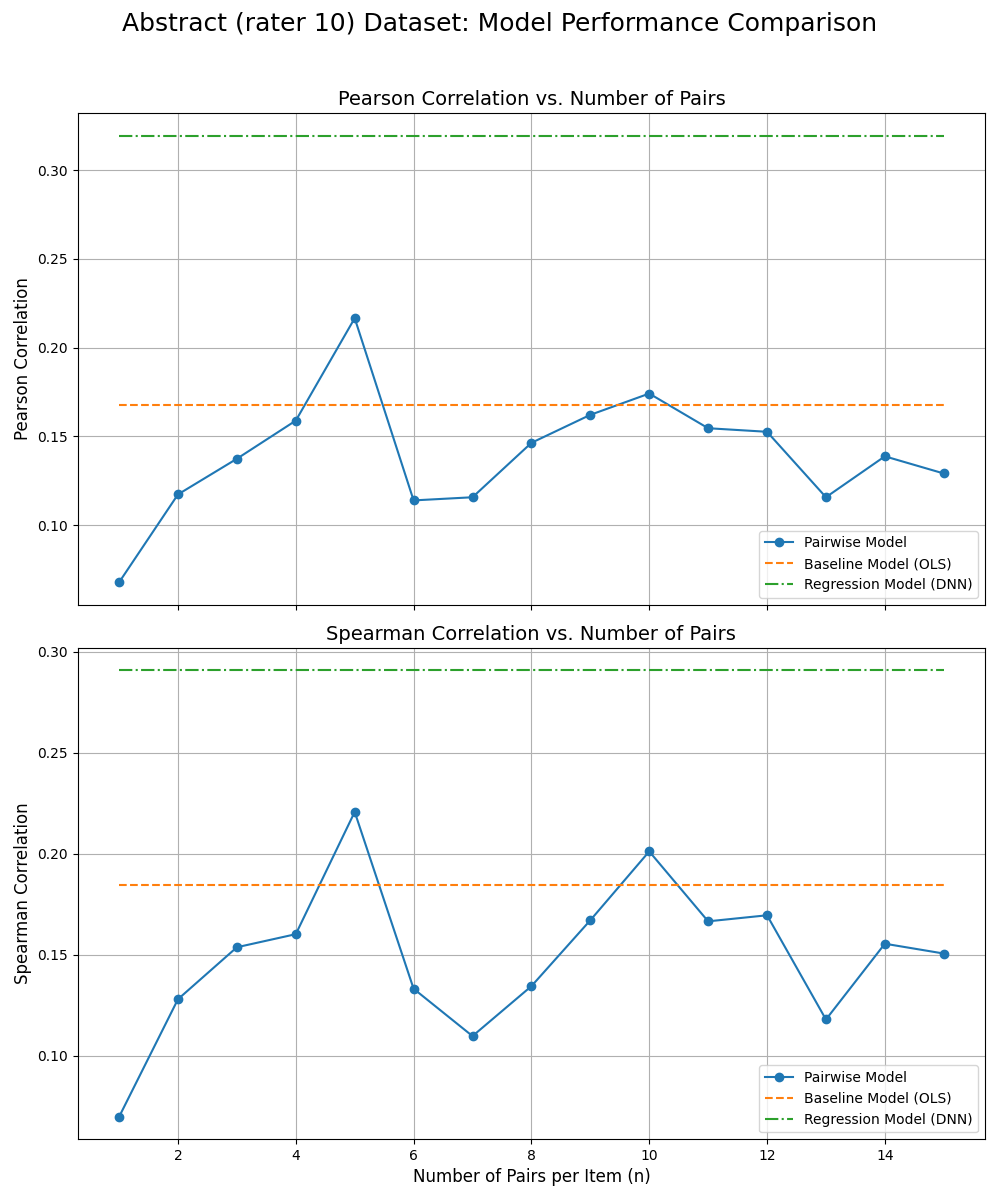 Abstract (rater 10) Dataset: Model Performance Comparison
Pearson Correlation vs. Number of Pairs
Pearson Correlation
0.30
0.25
0.20
0.15
0.10
Pairwise Model
Baseline Model (OLS)
Regression Model (DNN)
Spearman Correlation vs. Number of Pairs
Spearman Correlation
0.30
0.25
0.20
0.15
0.10
Pairwise Model
Baseline Model (OLS)
Regression Model (DNN)
2 4 6 8 10 12 14
Number of Pairs per Item (n)